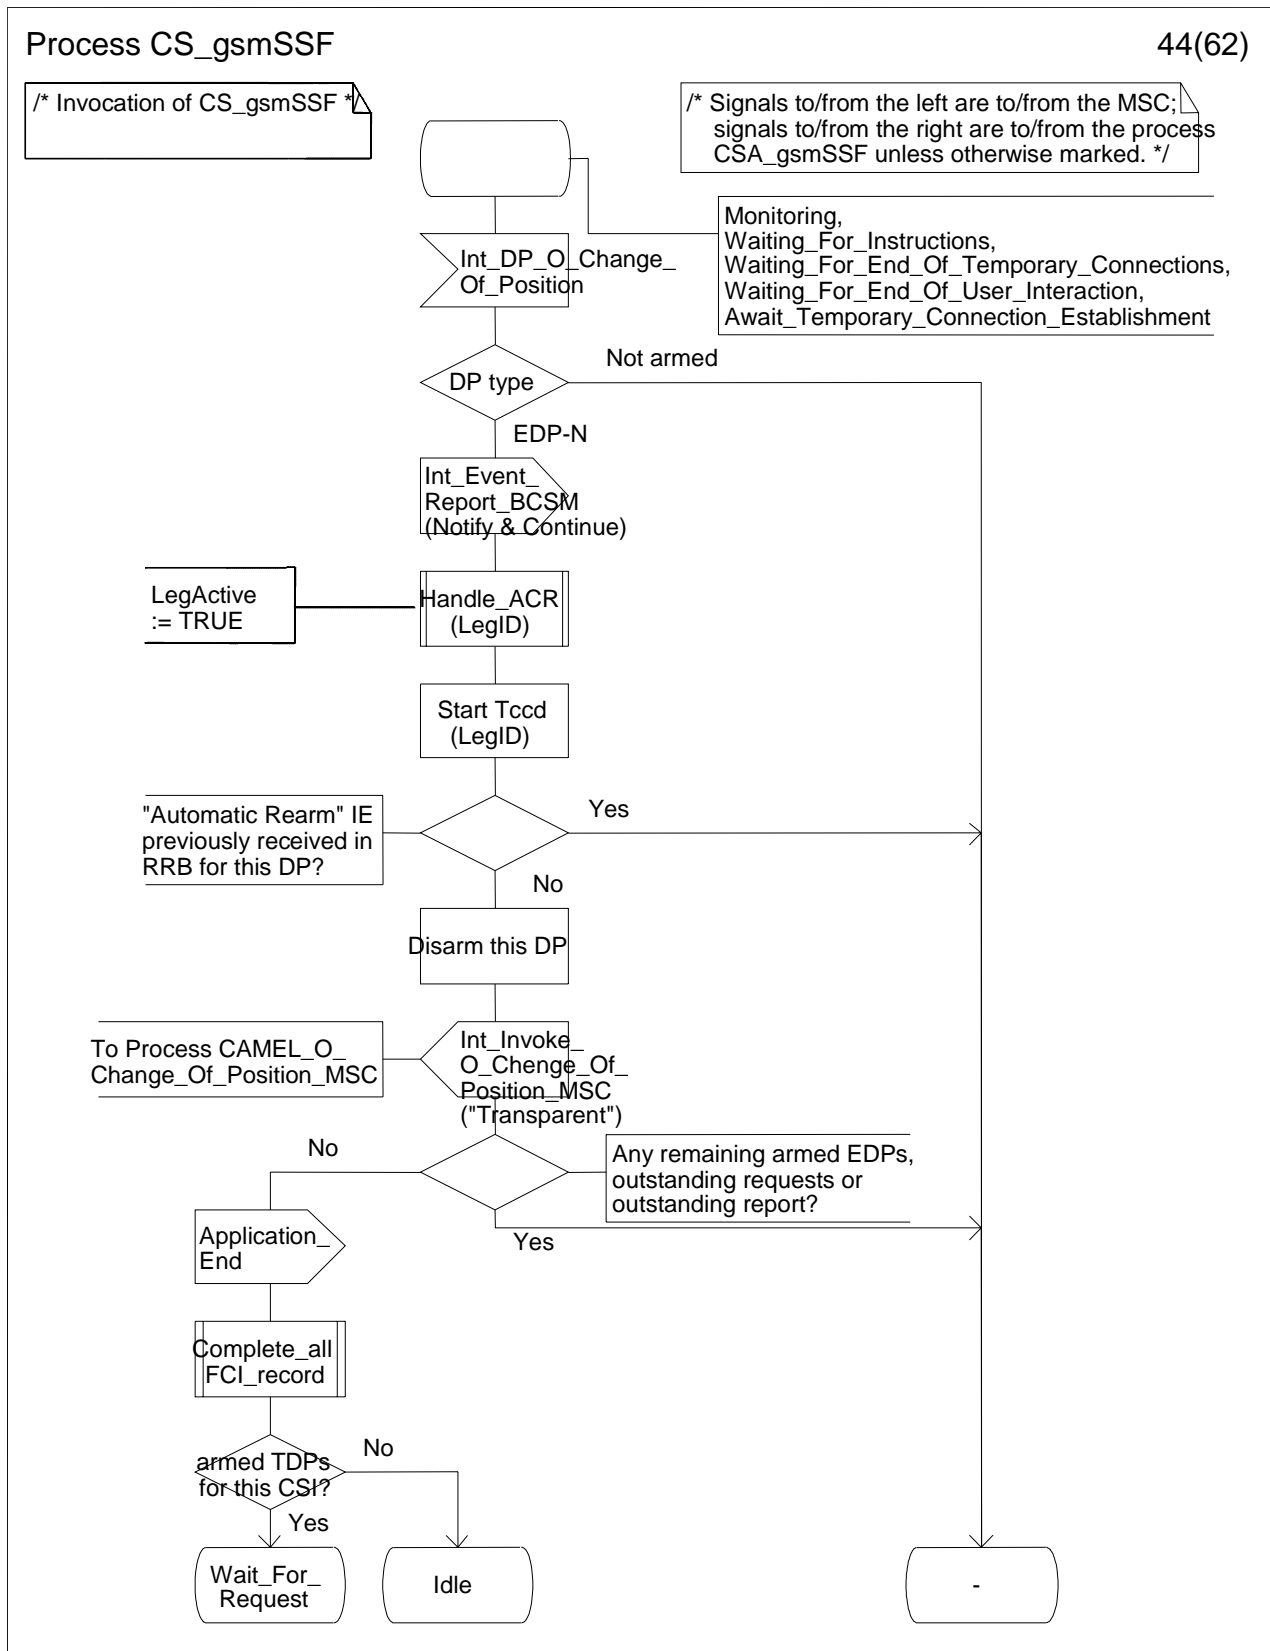 Process CS_gsmSSF
44(62)
/* Invocation of CS_gsmSSF */
/* Signals to/from the left are to/from the MSC;
signals to/from the right are to/from the process
CSA_gsmSSF unless otherwise marked. */
Monitoring,
Waiting_For_Instructions,
Waiting_For_End_Of_Temporary_Connections,
Waiting_For_End_Of_User_Interaction,
Await_Temporary_Connection_Establishment
Int_DP_O_Change_
Of_Position
DP type
Not armed
EDP-N
Int_Event_
Report_BCSM
(Notify & Continue)
LegActive
:= TRUE
Handle_ACR
(LegID)
Start Tccd
(LegID)
"Automatic Rearm" IE
previously received in
RRB for this DP?
Yes
No
Disarm this DP
To Process CAMEL_O_
Change_Of_Position_MSC
Int_Invoke_
O_Chenge_Of_
Position_MSC
("Transparent")
No
Any remaining armed EDPs,
outstanding requests or
outstanding report?
Yes
Application_
End
Complete_all
FCI_record
armed TDPs
for this CSI?
No
Yes
Wait_For_
Request
Idle
-